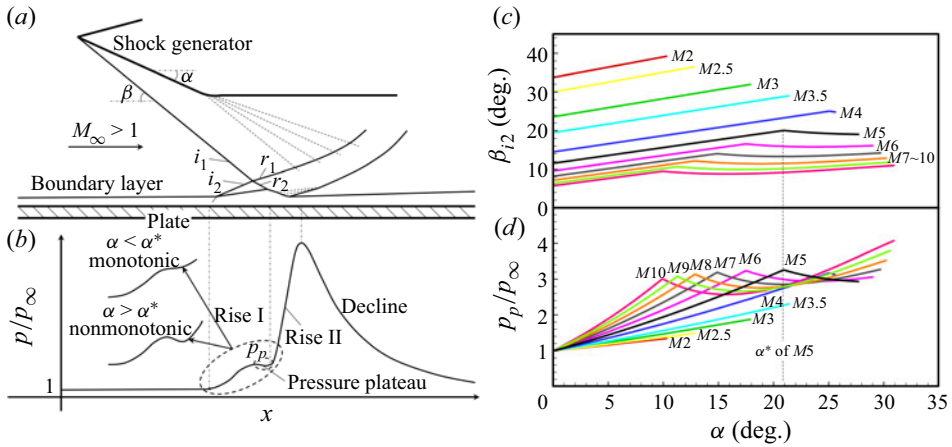 (a)
Shock generator
α
β
M∞ > 1
i1
r1
i2
r2
Boundary layer
Plate
(b)
α < α*
monotonic
α > α*
nonmonotonic
Rise I
pp
Rise II
Decline
Pressure plateau
p/p∞
1
x
(c)
βi2 (deg.)
40
30
20
10
0
M2
M2.5
M3
M3.5
M4
M5
M6
M7~10
(d)
pp/p∞
4
3
2
1
0
M10
M9
M8
M7
M6
M5
M4
M3.5
M3
M2.5
M2
α* of M5
0 5 10 15 20 25 30 35
α (deg.)